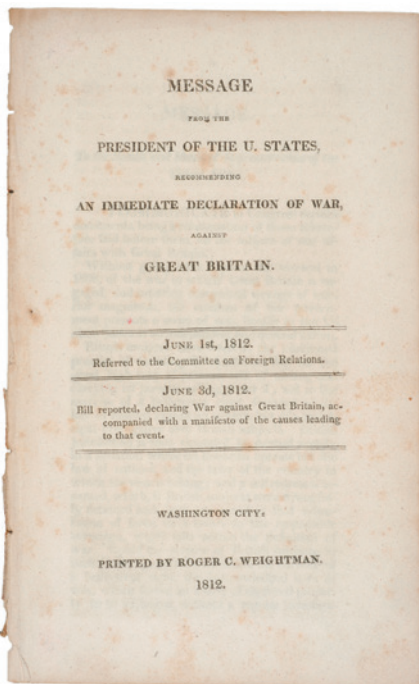 MESSAGE
FROM THE
PRESIDENT OF THE U. STATES,
RECOMMENDING
AN IMMEDIATE DECLARATION OF WAR,
AGAINST
GREAT BRITAIN.
JUNE 1st, 1812.
Referred to the Committee on Foreign Relations.
JUNE 3d, 1812.
Bill reported, declaring War against Great Britain, ac-
companied with a manifesto of the causes leading
to that event.
WASHINGTON CITY:
PRINTED BY ROGER C. WEIGHTMAN.
1812.